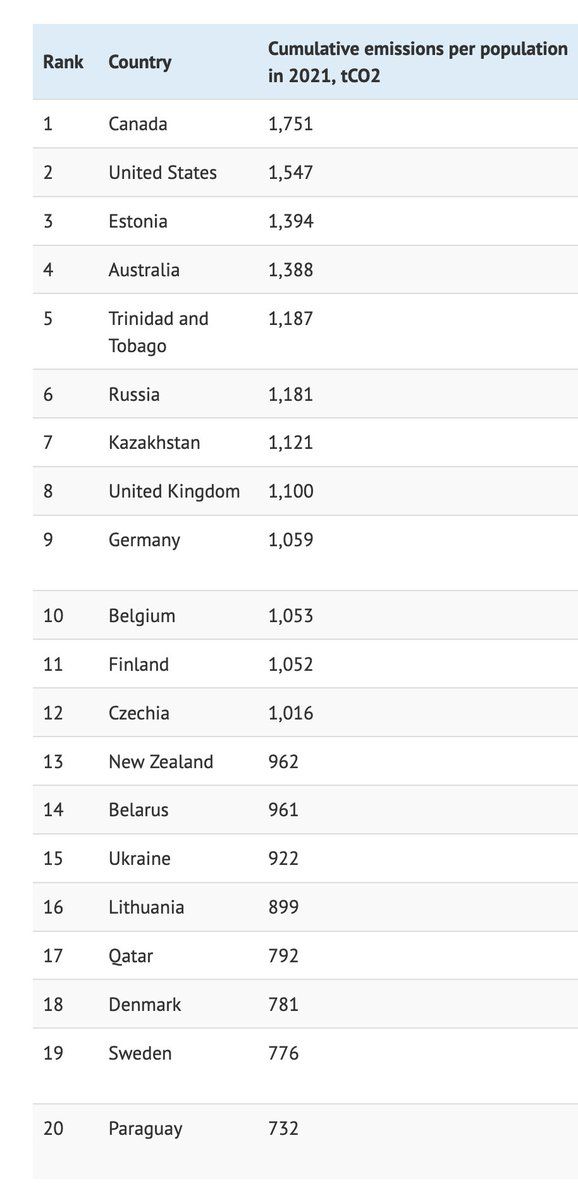 Rank Country Cumulative emissions per population
in 2021, tCO2
1 Canada 1,751
2 United States 1,547
3 Estonia 1,394
4 Australia 1,388
5 Trinidad and 1,187
Tobago
6 Russia 1,181
7 Kazakhstan 1,121
8 United Kingdom 1,100
9 Germany 1,059
10 Belgium 1,053
11 Finland 1,052
12 Czechia 1,016
13 New Zealand 962
14 Belarus 961
15 Ukraine 922
16 Lithuania 899
17 Qatar 792
18 Denmark 781
19 Sweden 776
20 Paraguay 732